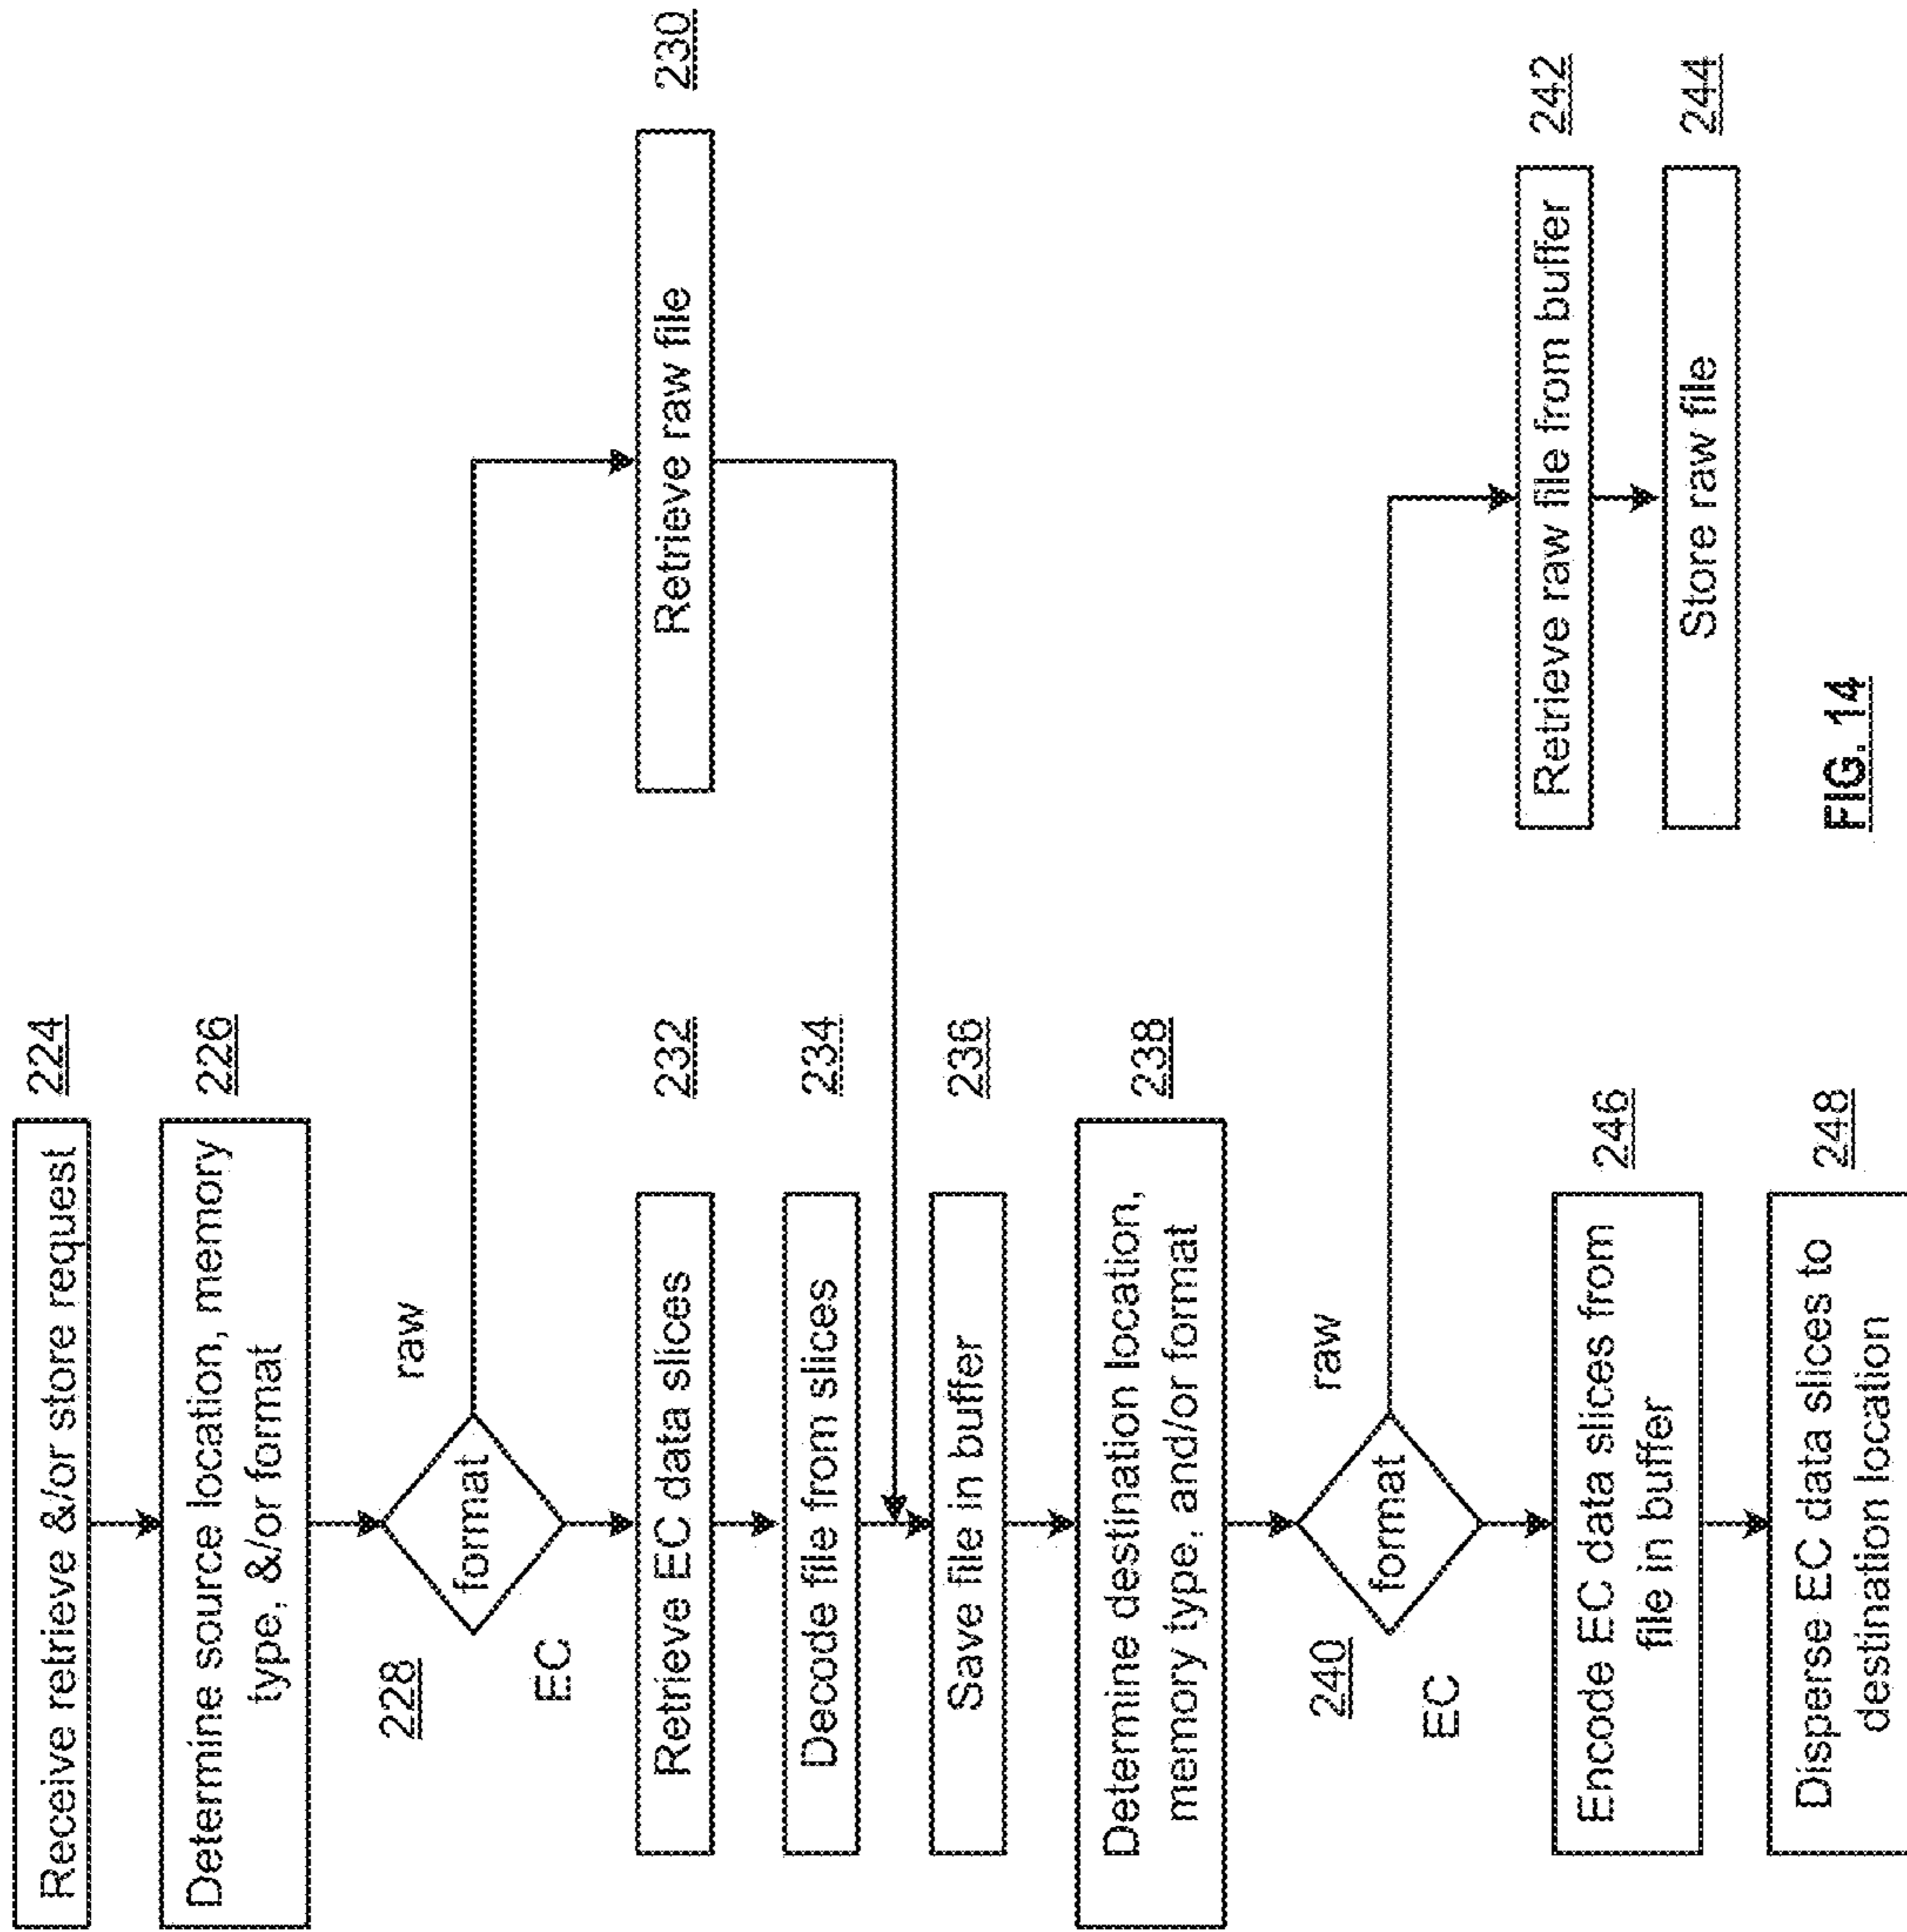 Receive retrieve &/or store request
224
Determine source location, memory
type, &/or format
226
228
format
raw
EC
Retrieve raw file
230
Retrieve EC data slices
232
Decode file from slices
234
Save file in buffer
236
Determine destination location,
memory type, and/or format
238
240
format
raw
EC
Retrieve raw file from buffer
242
Store raw file
244
Encode EC data slices from
file in buffer
246
Disperse EC data slices to
destination location
248
FIG. 14